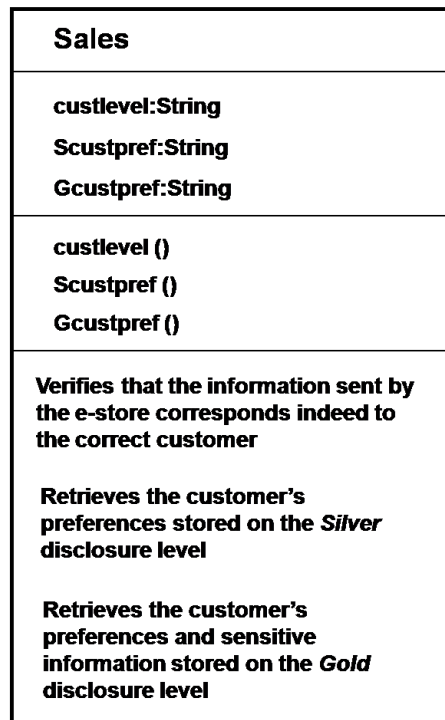 Sales
custlevel:String
Scustpref:String
Gcustpref:String
custlevel ()
Scustpref ()
Gcustpref ()
Verifies that the information sent by
the e-store corresponds indeed to
the correct customer
Retrieves the customer's
preferences stored on the Silver
disclosure level
Retrieves the customer's
preferences and sensitive
information stored on the Gold
disclosure level